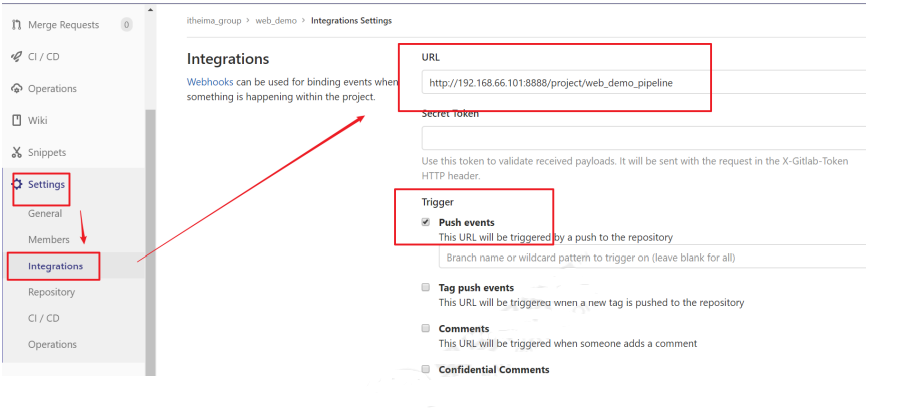 Merge Requests 0
CI / CD
Operations
Wiki
Snippets
Settings
General
Members
Integrations
Repository
CI / CD
Operations
itheima_group > web_demo > Integrations Settings
Integrations
Webhooks can be used for binding events when
something is happening within the project.
URL
http://192.168.66.101:8888/project/web_demo_pipeline
Secret Token
Use this token to validate received payloads. It will be sent with the request in the X-Gitlab-Token
HTTP header.
Trigger
Push events
This URL will be triggered by a push to the repository
Branch name or wildcard pattern to trigger on (leave blank for all)
Tag push events
This URL will be triggered when a new tag is pushed to the repository
Comments
This URL will be triggered when someone adds a comment
Confidential Comments